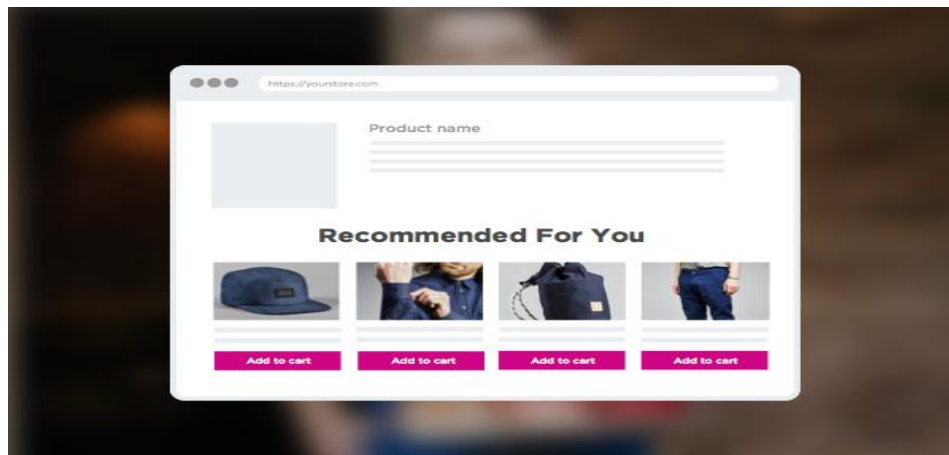 https://yourstore.com
Product name
Recommended For You
Add to cart Add to cart Add to cart Add to cart